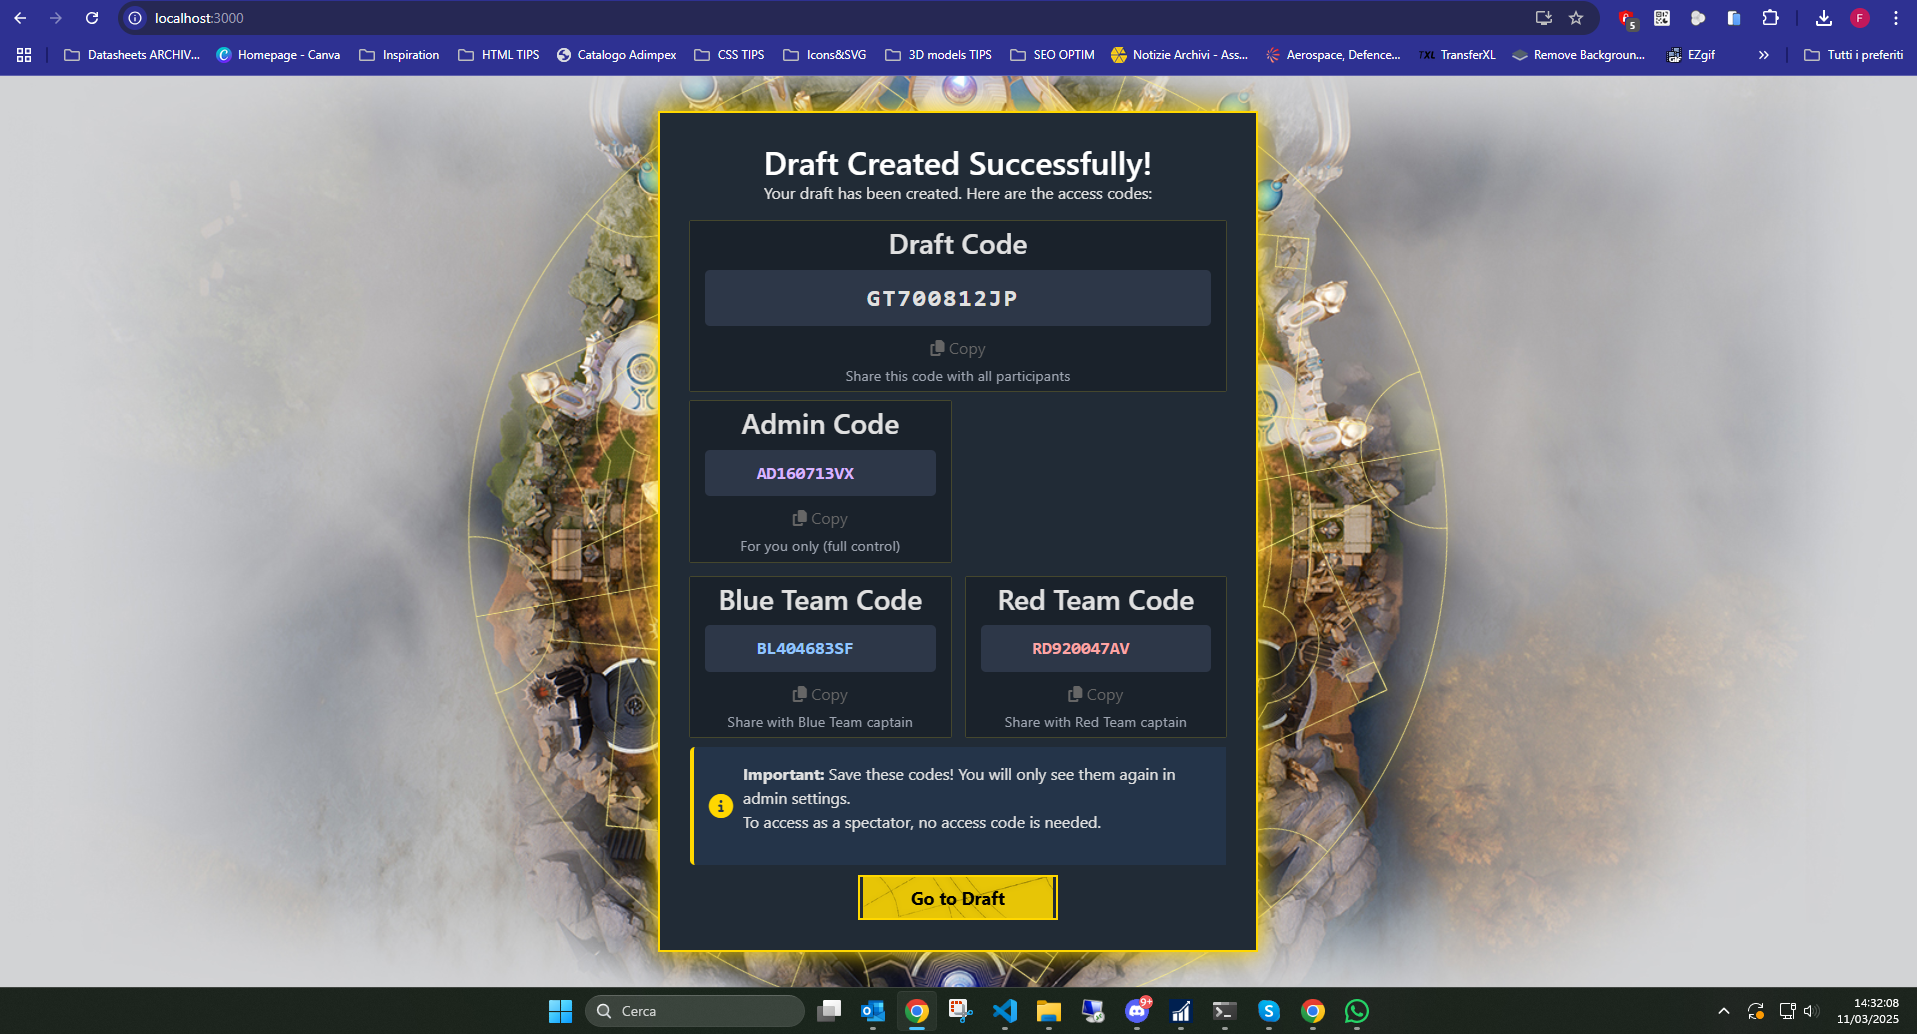 localhost:3000
5
F
Datasheets ARCHIV...
Homepage - Canva
Inspiration
HTML TIPS
Catalogo Adimpex
CSS TIPS
Icons&SVG
3D models TIPS
SEO OPTIM
Notizie Archivi - Ass...
Aerospace, Defence...
TXL TransferXL
Remove Backgroun...
EZgif
»
Tutti i preferiti
Draft Created Successfully!
Your draft has been created. Here are the access codes:
Draft Code
GT700812JP
Copy
Share this code with all participants
Admin Code
AD160713VX
Copy
For you only (full control)
Blue Team Code
BL404683SF
Copy
Share with Blue Team captain
Red Team Code
RD920047AV
Copy
Share with Red Team captain
Important: Save these codes! You will only see them again in
admin settings.
To access as a spectator, no access code is needed.
Go to Draft
Cerca
9+
14:32:08
11/03/2025